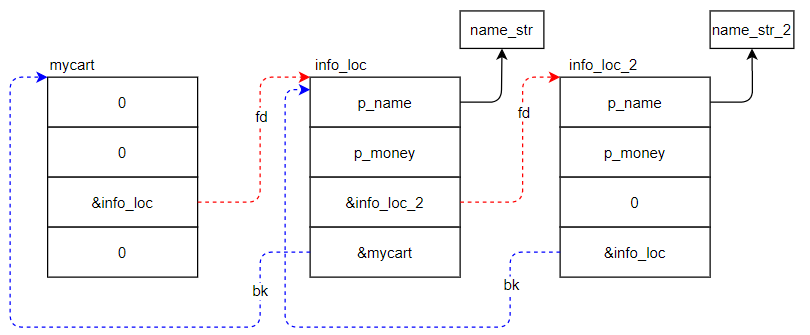 name_str
name_str_2
mycart
info_loc
info_loc_2
0
p_name
p_name
fd
fd
0
p_money
p_money
&info_loc
&info_loc_2
0
0
&mycart
&info_loc
bk
bk